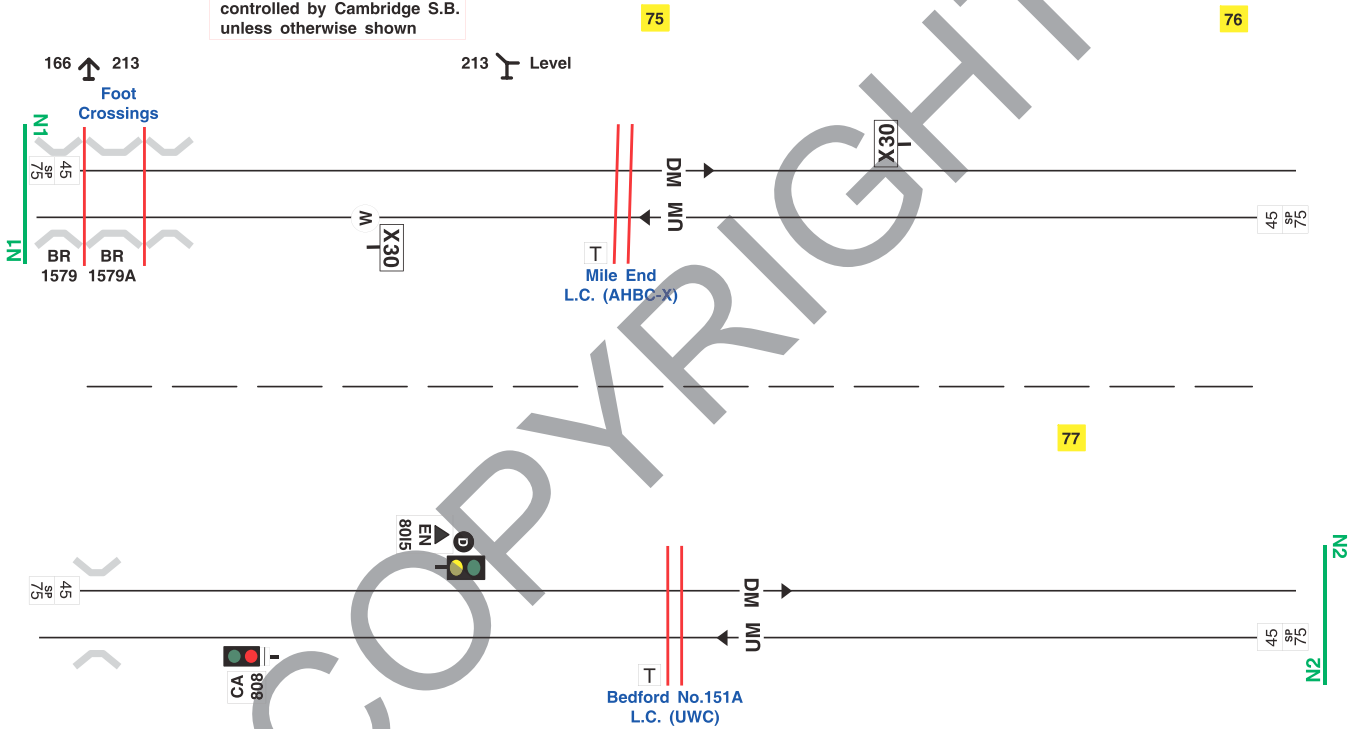 controlled by Cambridge S.B.
unless otherwise shown
75
76
166 213
213 Level
Foot
Crossings
N1
N1
45 SP 75
DM
X30
UM
W
X30
45 SP 75
BR
1579
BR
1579A
T
Mile End
L.C. (AHBC-X)
77
EN
8015
D
N2
45 SP 75
DM
UM
45 SP 75
CA
808
T
N2
Bedford No.151A
L.C. (UWC)
COPYRIGHT